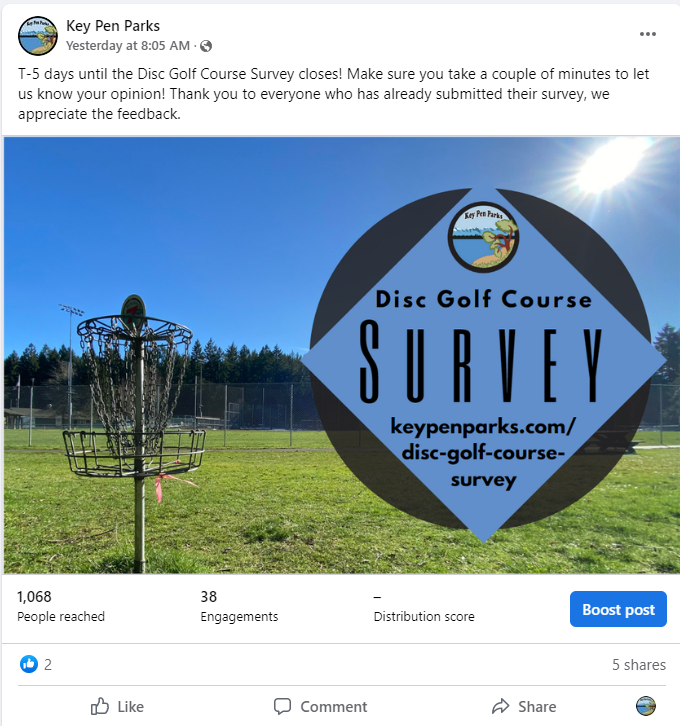 Key Pen Parks
Yesterday at 8:05 AM ·
T-5 days until the Disc Golf Course Survey closes! Make sure you take a couple of minutes to let
us know your opinion! Thank you to everyone who has already submitted their survey, we
appreciate the feedback.
Key Pen Parks
Disc Golf Course
SURVEY
keypenparks.com/
disc-golf-course-
survey
1,068 38 –
People reached Engagements Distribution score
Boost post
2 5 shares
Like Comment Share